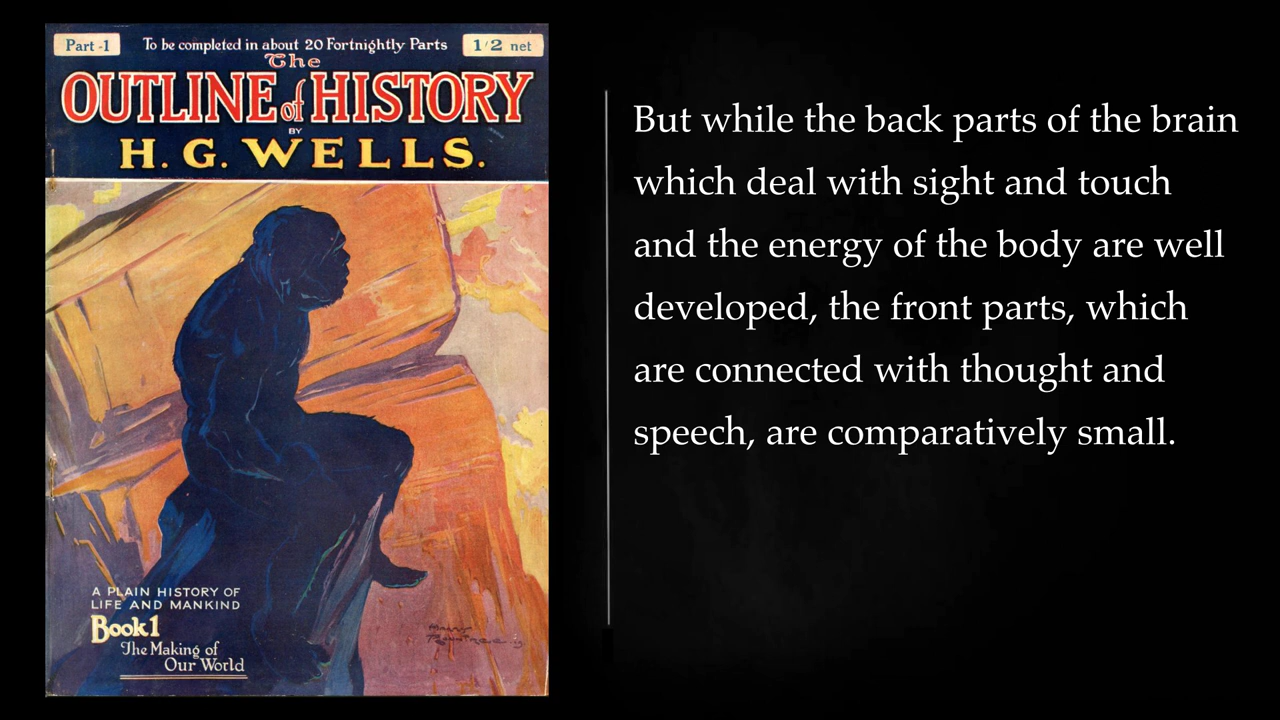 Part -1
To be completed in about 20 Fortnightly Parts
1/2 net
The
OUTLINE of HISTORY
BY
H. G. WELLS.
A PLAIN HISTORY OF
LIFE AND MANKIND
Book 1
The Making of
Our World
But while the back parts of the brain
which deal with sight and touch
and the energy of the body are well
developed, the front parts, which
are connected with thought and
speech, are comparatively small.